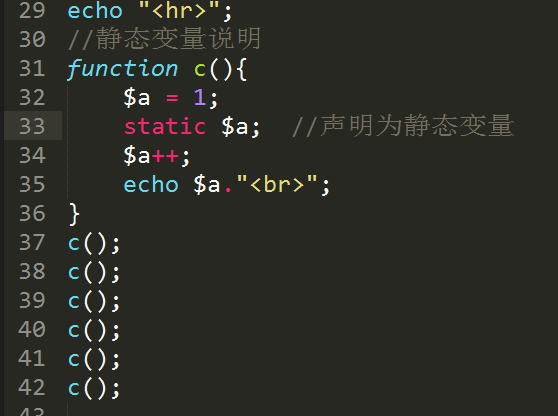 29 echo "<hr>";
30 //静态变量说明
31 function c(){
32     $a = 1;
33     static $a;  //声明为静态变量
34     $a++;
35     echo $a."<br>";
36 }
37 c();
38 c();
39 c();
40 c();
41 c();
42 c();
43